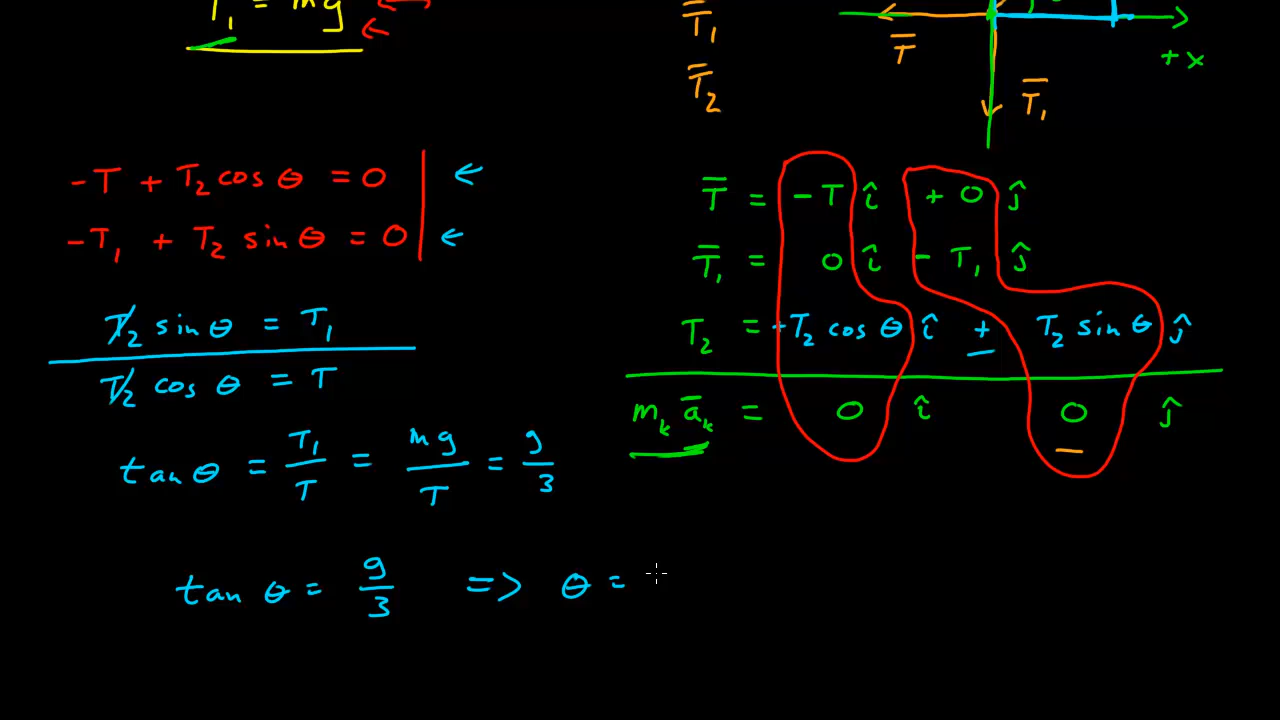 T₁ = mg
T̅₁
T̅₂
T̅
+x
T̅₁
-T + T₂ cos θ = 0 ←
-T₁ + T₂ sin θ = 0 ←
T₂ sin θ = T₁
T₂ cos θ = T
tan θ = T₁/T = mg/T = g/3
tan θ = g/3 => θ =
T̅ = -T î + 0 ĵ
T̅₁ = 0 î - T₁ ĵ
T₂ = +T₂ cos θ î + T₂ sin θ ĵ
mₖ a̅ₖ = 0 î 0 ĵ